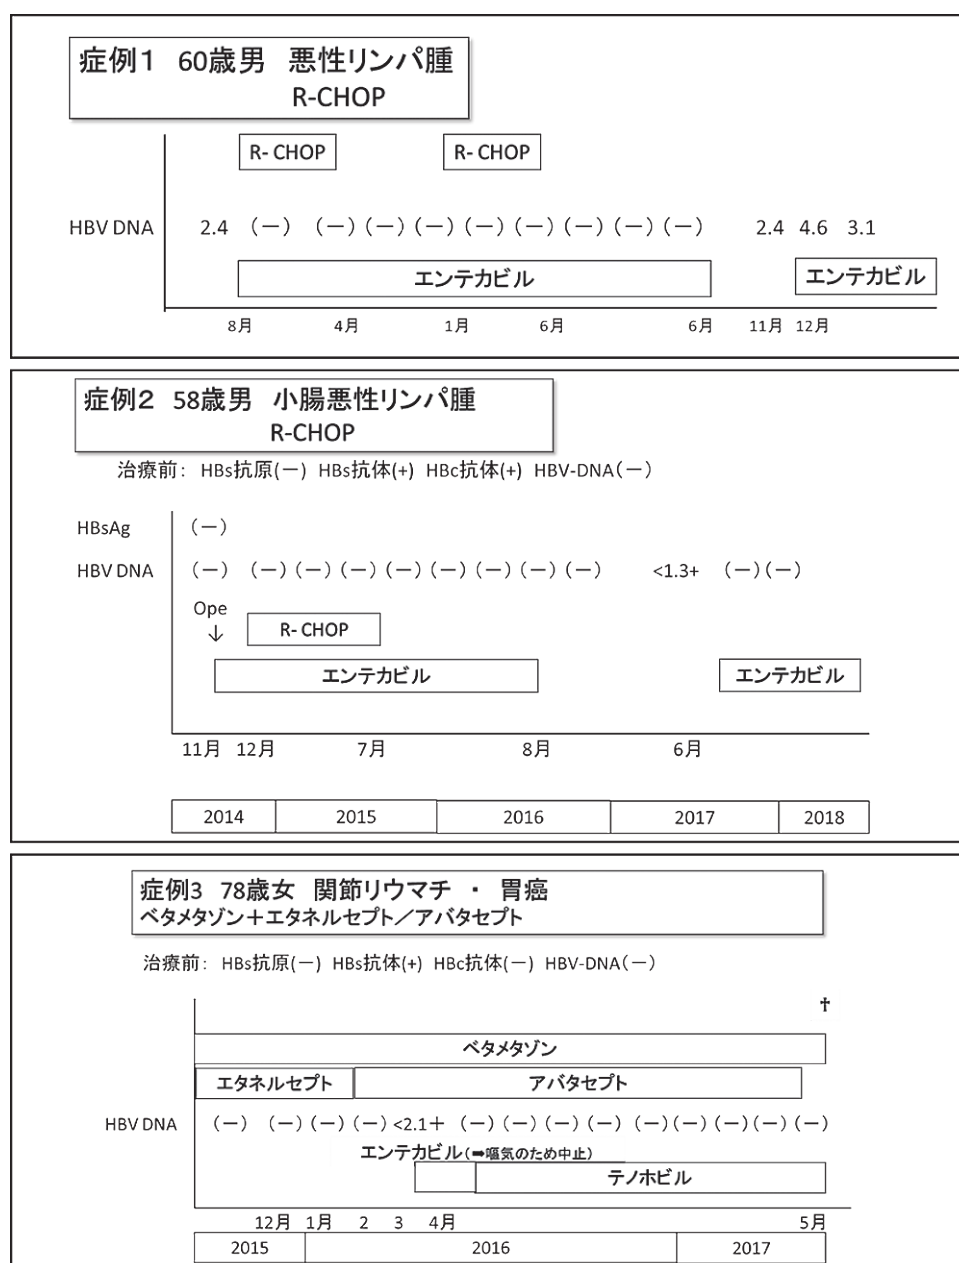 症例１ 60歳男 悪性リンパ腫
R-CHOP
R- CHOP R- CHOP
HBV DNA 2.4 (－) (－) (－) (－) (－) (－) (－) (－) (－) 2.4 4.6 3.1
エンテカビル エンテカビル
8月 4月 1月 6月 6月 11月 12月
症例２ 58歳男 小腸悪性リンパ腫
R-CHOP
治療前： HBs抗原(－) HBs抗体(+) HBc抗体(+) HBV-DNA(－)
HBsAg (－)
HBV DNA (－) (－) (－) (－) (－) (－) (－) (－) (－) <1.3+ (－) (－)
Ope
↓ R- CHOP
エンテカビル エンテカビル
11月 12月 7月 8月 6月
2014 2015 2016 2017 2018
症例3 78歳女 関節リウマチ ・ 胃癌
ベタメタゾン＋エタネルセプト／アバタセプト
治療前： HBs抗原(－) HBs抗体(+) HBc抗体(－) HBV-DNA(－)
✝
ベタメタゾン
エタネルセプト アバタセプト
HBV DNA (－) (－) (－) (－) <2.1＋ (－) (－) (－) (－) (－) (－) (－) (－) (－)
エンテカビル(➡嘔気のため中止)
テノホビル
12月 1月 2 3 4月 5月
2015 2016 2017